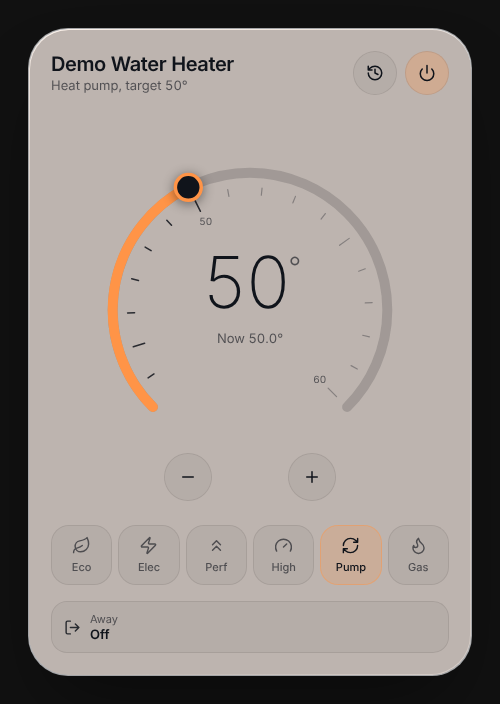 Demo Water Heater
Heat pump, target 50°
50
50°
Now 50.0°
60
Eco
Elec
Perf
High
Pump
Gas
Away
Off